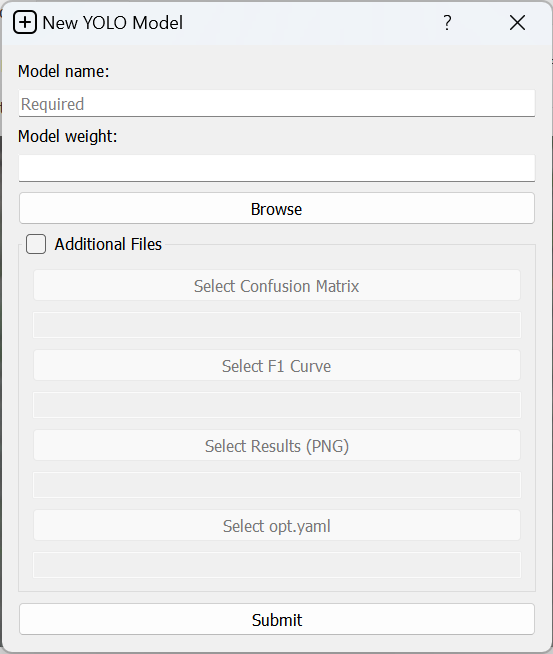 New YOLO Model ?
Model name:
Required
Model weight:
Browse
Additional Files
Select Confusion Matrix
Select F1 Curve
Select Results (PNG)
Select opt.yaml
Submit